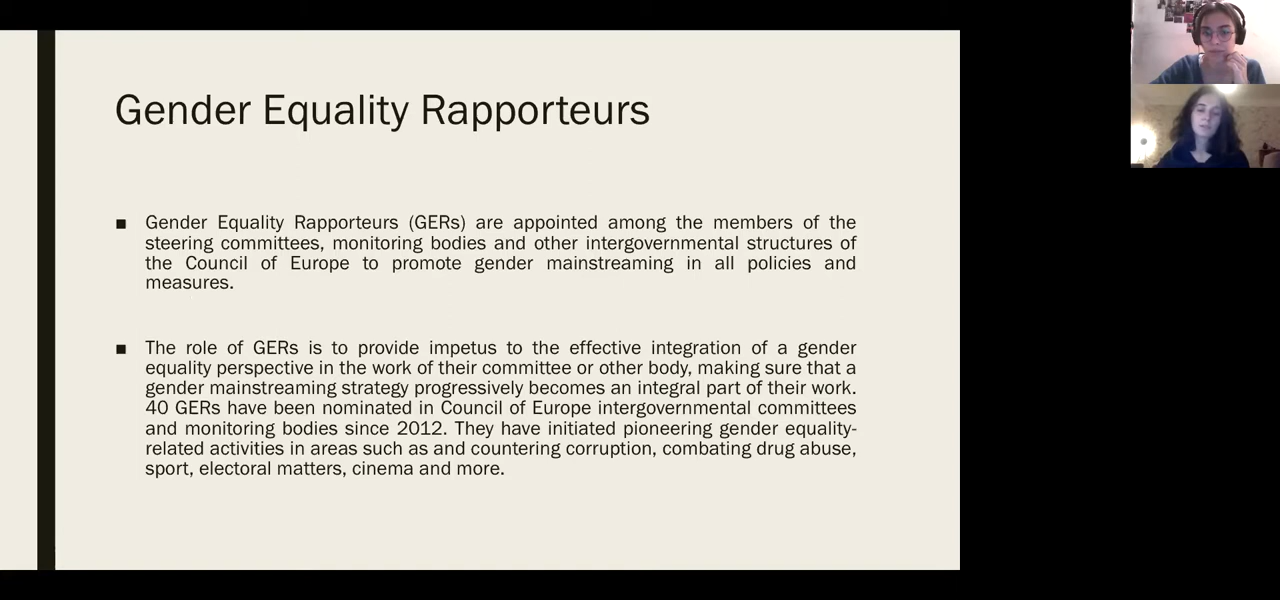 Gender Equality Rapporteurs
■ Gender Equality Rapporteurs (GERs) are appointed among the members of the
steering committees, monitoring bodies and other intergovernmental structures of
the Council of Europe to promote gender mainstreaming in all policies and
measures.
■ The role of GERs is to provide impetus to the effective integration of a gender
equality perspective in the work of their committee or other body, making sure that a
gender mainstreaming strategy progressively becomes an integral part of their work.
40 GERs have been nominated in Council of Europe intergovernmental committees
and monitoring bodies since 2012. They have initiated pioneering gender equality-
related activities in areas such as and countering corruption, combating drug abuse,
sport, electoral matters, cinema and more.